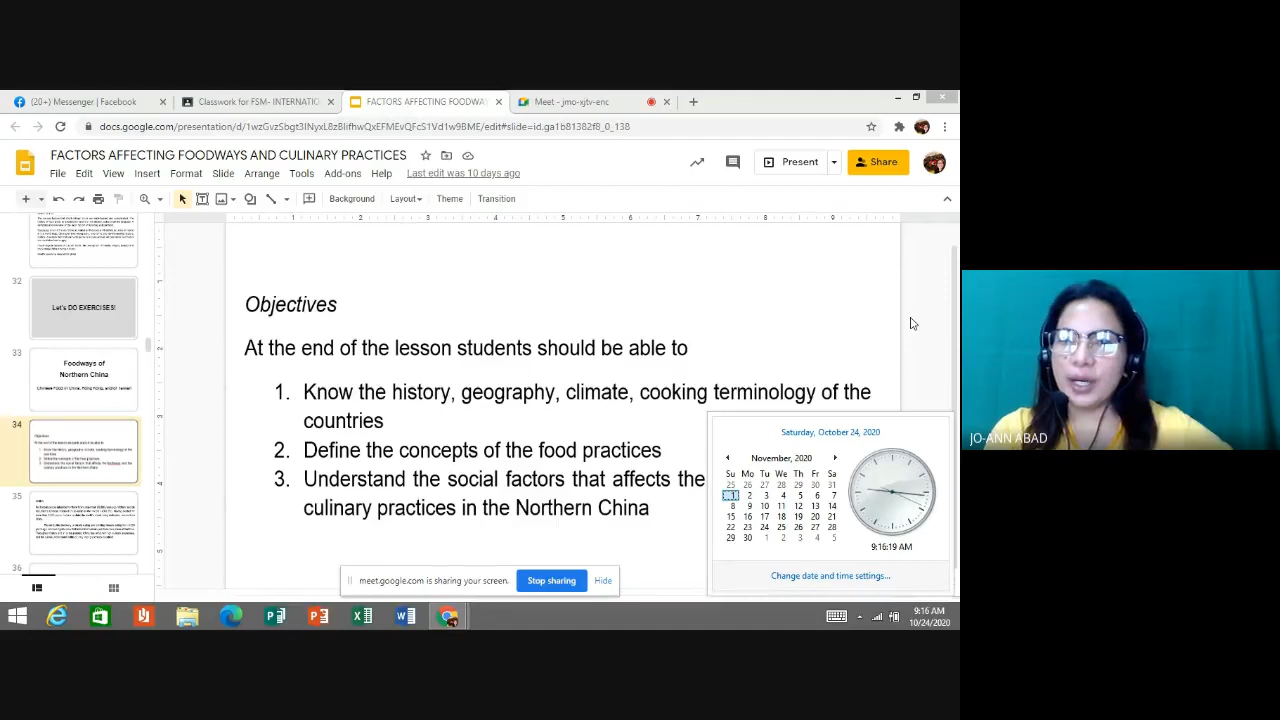 (20+) Messenger | Facebook
Classwork for FSM- INTERNATIO
FACTORS AFFECTING FOODWA
Meet - jmo-xjtv-enc
docs.google.com/presentation/d/1wzGvzSbgt3INyxL8zBlifhwQxEFMEvQFcS1Vd1w9BME/edit#slide=id.ga1b81382f8_0_138
FACTORS AFFECTING FOODWAYS AND CULINARY PRACTICES
File Edit View Insert Format Slide Arrange Tools Add-ons Help Last edit was 10 days ago
Present
Share
Background Layout Theme Transition
1 2 3 4 5 6 7 8 9
32
Let's DO EXERCISES!
33
Foodways of
Northern China
34
35
36
Objectives
At the end of the lesson students should be able to
1. Know the history, geography, climate, cooking terminology of the
countries
2. Define the concepts of the food practices
3. Understand the social factors that affects the
culinary practices in the Northern China
Saturday, October 24, 2020
November, 2020
Su Mo Tu We Th Fr Sa
25 26 27 28 29 30 31
1 2 3 4 5 6 7
8 9 10 11 12 13 14
15 16 17 18 19 20 21
22 23 24 25 26 27 28
29 30 1 2 3 4 5
9:16:19 AM
Change date and time settings...
meet.google.com is sharing your screen.
Stop sharing
Hide
9:16 AM
10/24/2020
JO-ANN ABAD